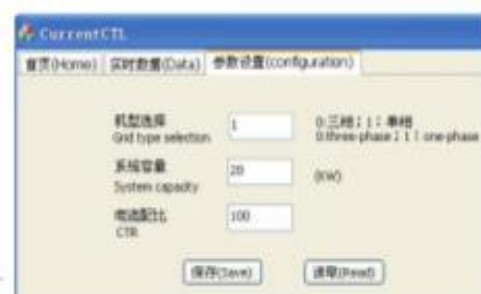 CurrentCTL
首页(Home) 实时数据(Data) 参数设置(configuration)
机型选择 1 0:三相；1：单相
Grid type selection 0:three-phase；1：one-phase
系统容量 20 (KW)
System capacity
电流配比 100
CTR
保存(Save) 读取(Read)